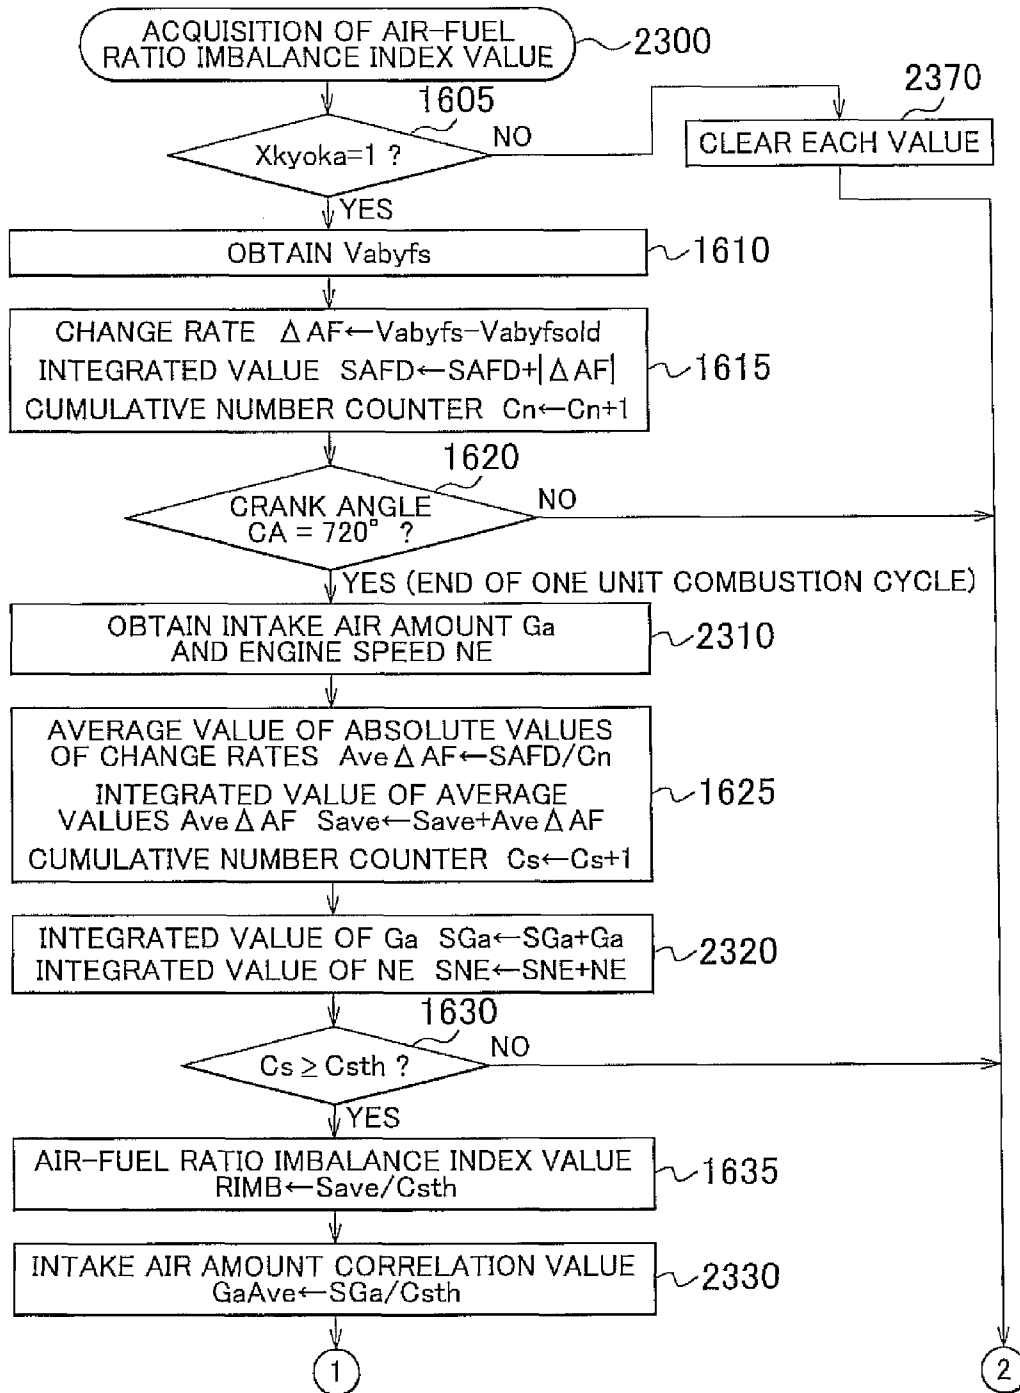 ACQUISITION OF AIR-FUEL
RATIO IMBALANCE INDEX VALUE
2300
1605
Xkyoka=1 ?
NO
2370
CLEAR EACH VALUE
YES
OBTAIN Vabyfs
1610
CHANGE RATE ΔAF←Vabyfs-Vabyfsold
INTEGRATED VALUE SAFD←SAFD+|ΔAF|
CUMULATIVE NUMBER COUNTER Cn←Cn+1
1615
1620
CRANK ANGLE
CA = 720° ?
NO
YES (END OF ONE UNIT COMBUSTION CYCLE)
OBTAIN INTAKE AIR AMOUNT Ga
AND ENGINE SPEED NE
2310
AVERAGE VALUE OF ABSOLUTE VALUES
OF CHANGE RATES AveΔAF←SAFD/Cn
INTEGRATED VALUE OF AVERAGE
VALUES AveΔAF Save←Save+AveΔAF
CUMULATIVE NUMBER COUNTER Cs←Cs+1
1625
INTEGRATED VALUE OF Ga SGa←SGa+Ga
INTEGRATED VALUE OF NE SNE←SNE+NE
2320
1630
Cs ≥ Csth ?
NO
YES
AIR-FUEL RATIO IMBALANCE INDEX VALUE
RIMB←Save/Csth
1635
INTAKE AIR AMOUNT CORRELATION VALUE
GaAve←SGa/Csth
2330
1
2